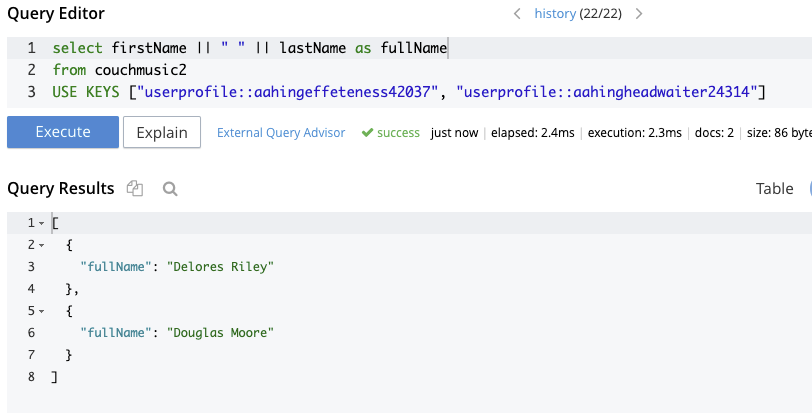 Query Editor
history (22/22)
1 select firstName || " " || lastName as fullName
2 from couchmusic2
3 USE KEYS ["userprofile::aahingeffeteness42037", "userprofile::aahingheadwaiter24314"]
Execute Explain External Query Advisor success just now | elapsed: 2.4ms | execution: 2.3ms | docs: 2 | size: 86 byte
Query Results Table
1 [
2 {
3 "fullName": "Delores Riley"
4 },
5 {
6 "fullName": "Douglas Moore"
7 }
8 ]